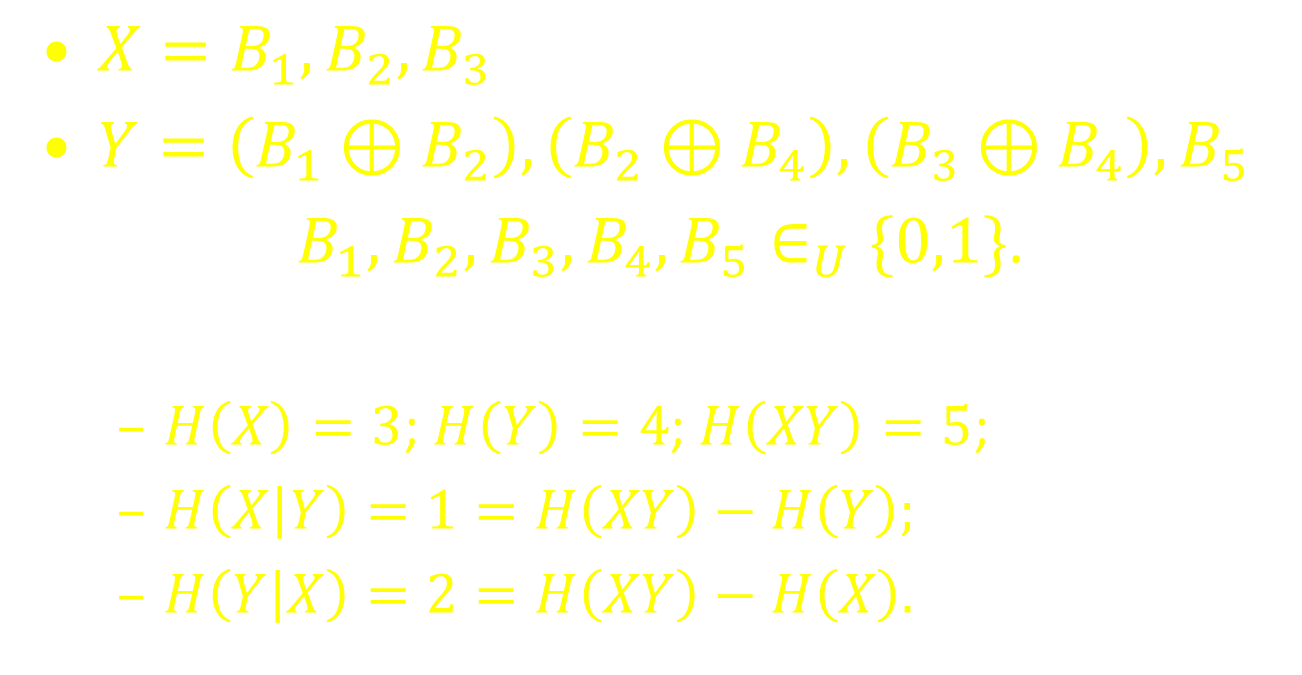 • X = B₁, B₂, B₃
• Y = (B₁ ⊕ B₂), (B₂ ⊕ B₄), (B₃ ⊕ B₄), B₅
B₁, B₂, B₃, B₄, B₅ ∈ᵤ {0,1}.
– H(X) = 3; H(Y) = 4; H(XY) = 5;
– H(X|Y) = 1 = H(XY) − H(Y);
– H(Y|X) = 2 = H(XY) − H(X).